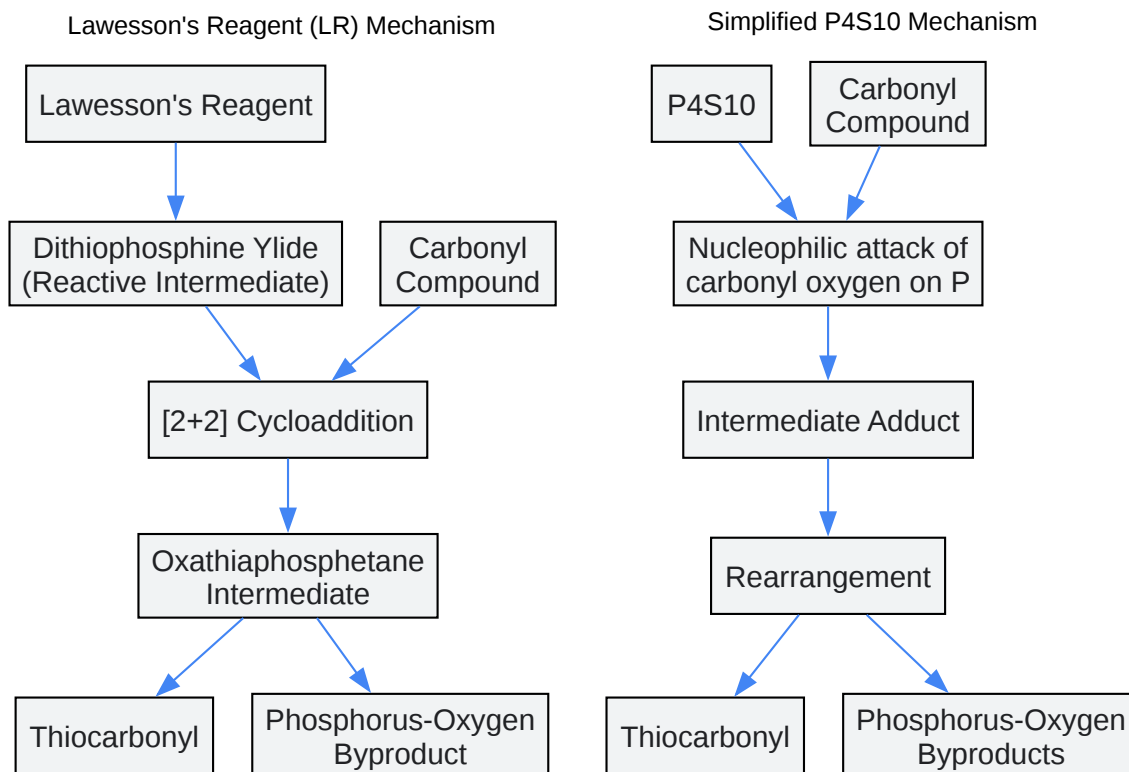 Lawesson's Reagent (LR) Mechanism
Lawesson's Reagent
Dithiophosphine Ylide
(Reactive Intermediate)
Carbonyl
Compound
[2+2] Cycloaddition
Oxathiaphosphetane
Intermediate
Thiocarbonyl
Phosphorus-Oxygen
Byproduct
Simplified P4S10 Mechanism
P4S10
Carbonyl
Compound
Nucleophilic attack of
carbonyl oxygen on P
Intermediate Adduct
Rearrangement
Thiocarbonyl
Phosphorus-Oxygen
Byproducts